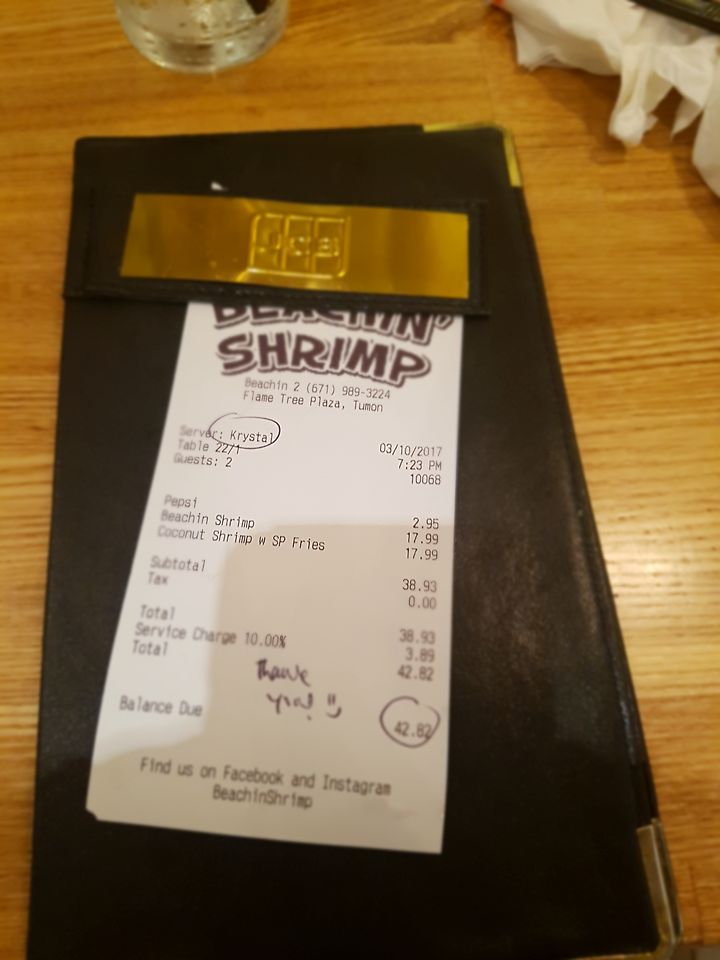 JCB
BEACHIN'
SHRIMP
Beachin 2 (671) 989-3224
Flame Tree Plaza, Tumon
Server: Krystal 03/10/2017
Table 22/1 7:23 PM
Guests: 2 10068
Pepsi 2.95
Beachin Shrimp 17.99
Coconut Shrimp w SP Fries 17.99
Subtotal 38.93
Tax 0.00
Total 38.93
Service Charge 10.00% 3.89
Total 42.82
Thank
you! :)
Balance Due 42.82
Find us on Facebook and Instagram
BeachinShrimp